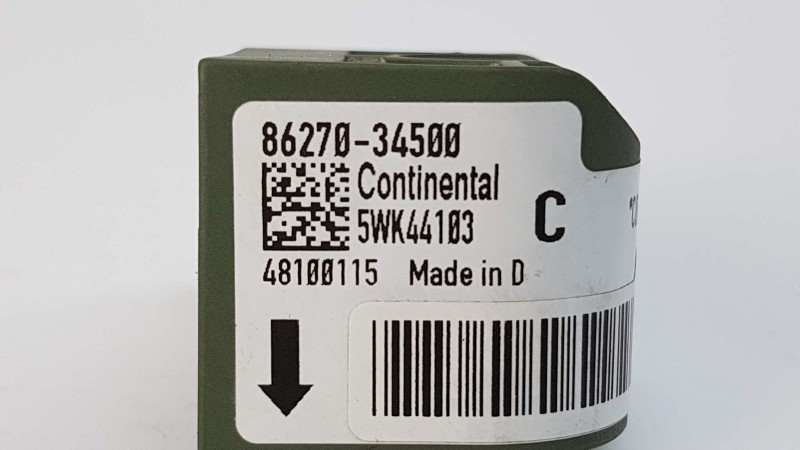 86270-34500
Continental
5WK44103
C
48100115 Made in D